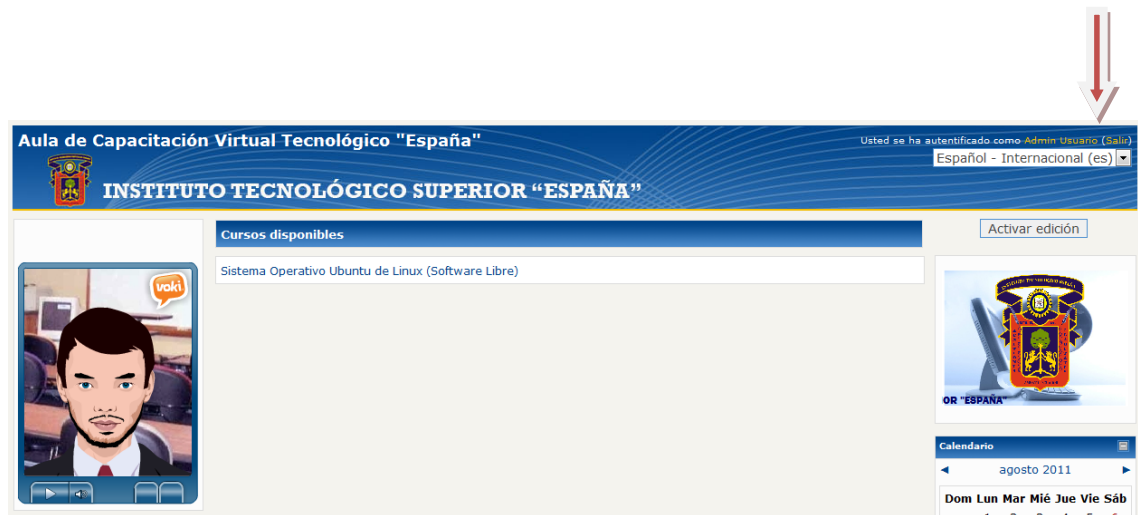 Aula de Capacitación Virtual Tecnológico "España"
Usted se ha autentificado como Admin Usuario (Salir)
Español - Internacional (es)
INSTITUTO TECNOLÓGICO SUPERIOR “ESPAÑA”
Cursos disponibles
Activar edición
Sistema Operativo Ubuntu de Linux (Software Libre)
voki
OR "ESPAÑA"
Calendario
agosto 2011
Dom Lun Mar Mié Jue Vie Sáb